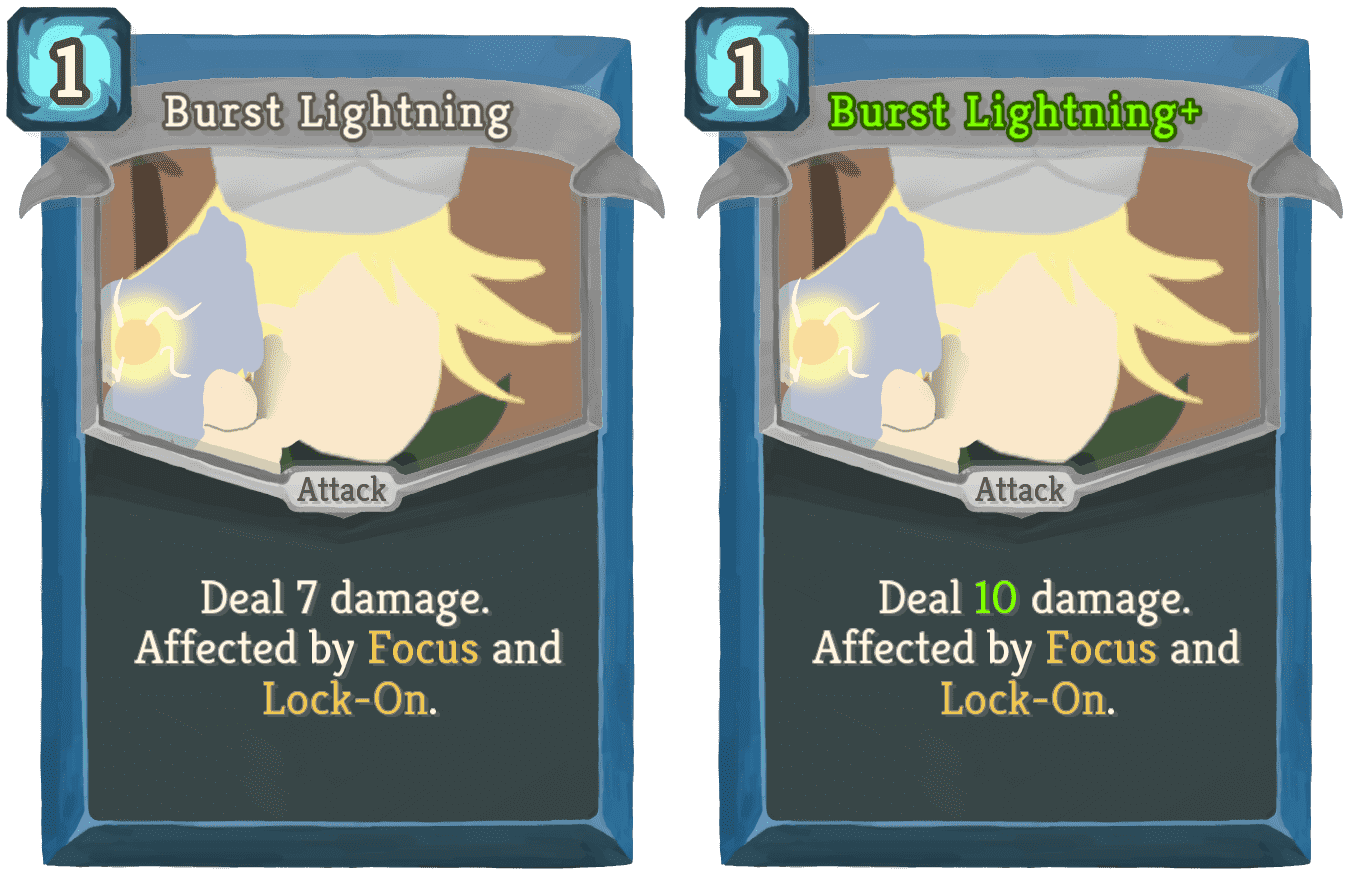 1
Burst Lightning
Attack
Deal 7 damage.
Affected by Focus and
Lock-On.
1
Burst Lightning+
Attack
Deal 10 damage.
Affected by Focus and
Lock-On.